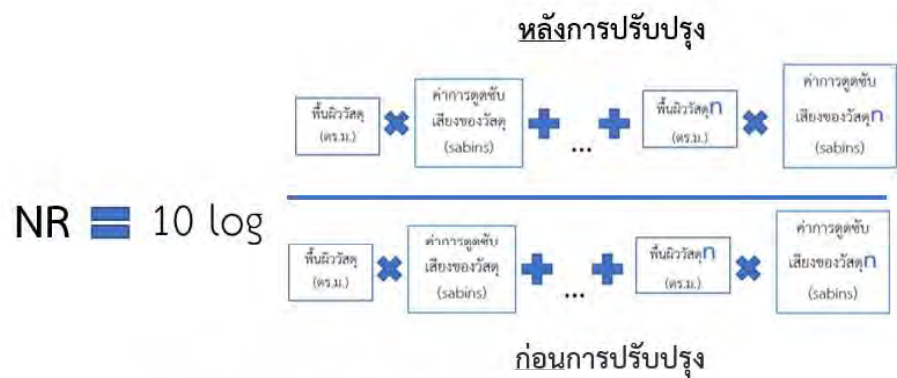 หลังการปรับปรุง
พื้นผิววัสดุ
(ตร.ม.)
ค่าการดูดซับ
เสียงของวัสดุ
(sabins)
...
พื้นผิววัสดุn
(ตร.ม.)
ค่าการดูดซับ
เสียงของวัสดุn
(sabins)
NR = 10 log
พื้นผิววัสดุ
(ตร.ม.)
ค่าการดูดซับ
เสียงของวัสดุ
(sabins)
...
พื้นผิววัสดุn
(ตร.ม.)
ค่าการดูดซับ
เสียงของวัสดุn
(sabins)
ก่อนการปรับปรุง